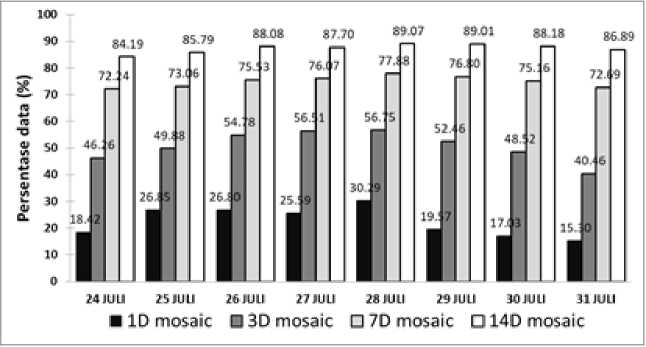 Persentase data (%)
100
90
80
70
60
50
40
30
20
10
0
18.42 46.26 72.24 84.19
26.85 49.88 73.06 85.79
26.80 54.78 75.53 88.08
25.59 56.51 76.07 87.70
30.29 56.75 77.88 89.07
19.57 52.46 76.80 89.01
17.03 48.52 75.16 88.18
15.30 40.46 72.69 86.89
24 JULI 25 JULI 26 JULI 27 JULI 28 JULI 29 JULI 30 JULI 31 JULI
1D mosaic 3D mosaic 7D mosaic 14D mosaic